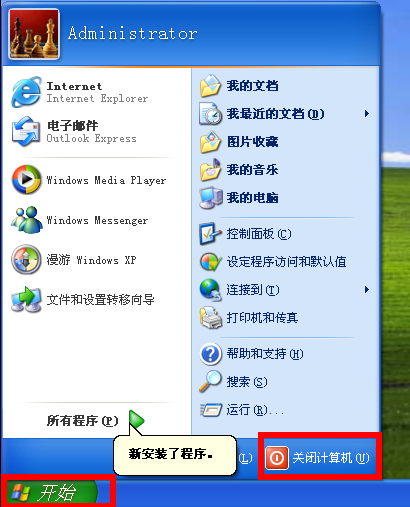 Administrator
Internet
Internet Explorer
电子邮件
Outlook Express
Windows Media Player
Windows Messenger
漫游 Windows XP
文件和设置转移向导
所有程序(P)
我的文档
我最近的文档(D)
图片收藏
我的音乐
我的电脑
控制面板(C)
设定程序访问和默认值
连接到(T)
打印机和传真
帮助和支持(H)
搜索(S)
运行(R)...
新安装了程序。
(L)
关闭计算机(U)
开始